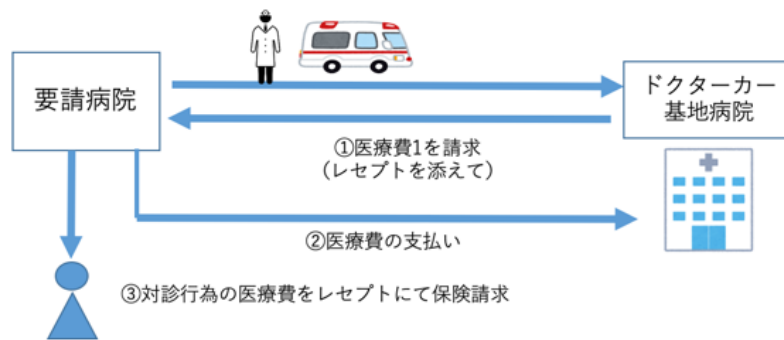 要請病院
ドクターカー
基地病院
①医療費1を請求
(レセプトを添えて)
②医療費の支払い
③対診行為の医療費をレセプトにて保険請求